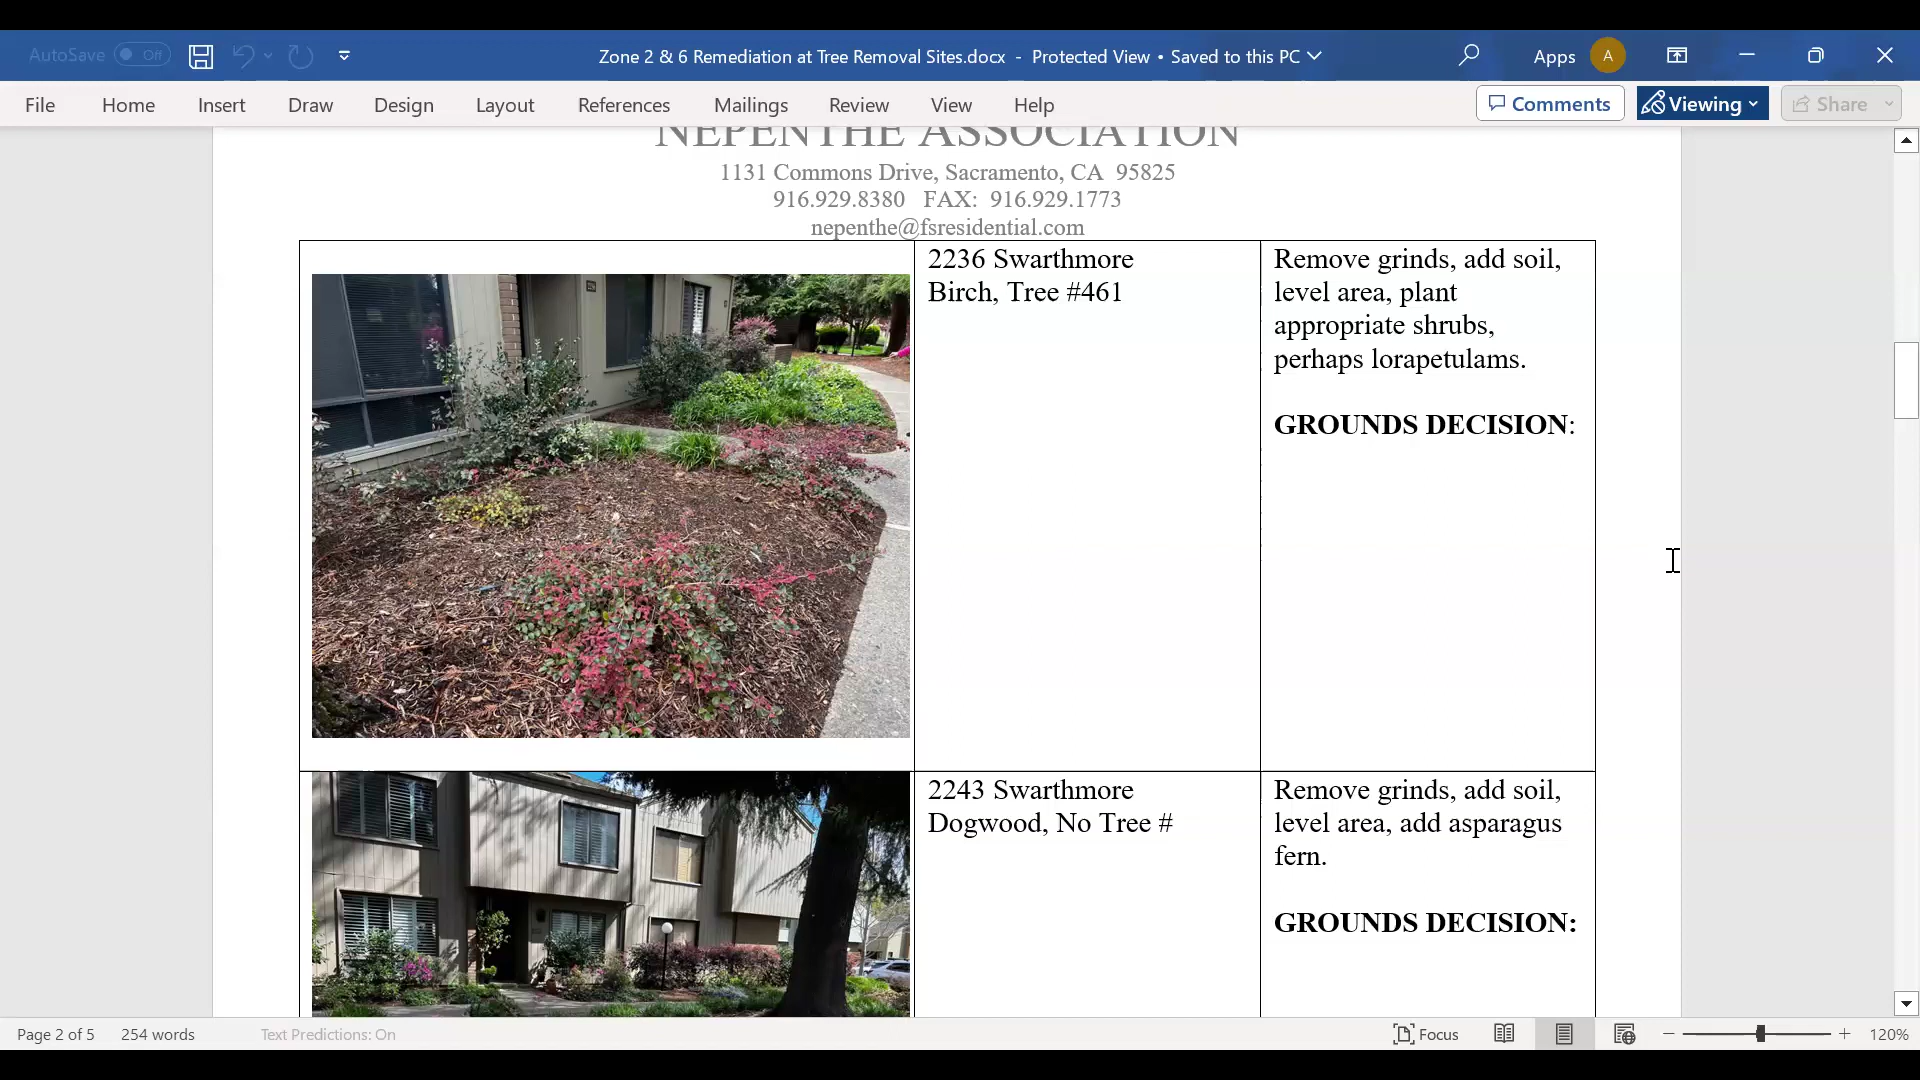 AutoSave Off
Zone 2 & 6 Remediation at Tree Removal Sites.docx - Protected View • Saved to this PC
Apps A
File Home Insert Draw Design Layout References Mailings Review View Help
Comments Viewing Share
NEPENTHE ASSOCIATION
1131 Commons Drive, Sacramento, CA 95825
916.929.8380 FAX: 916.929.1773
nepenthe@fsresidential.com
2236 Swarthmore
Birch, Tree #461
Remove grinds, add soil,
level area, plant
appropriate shrubs,
perhaps lorapetulams.
GROUNDS DECISION:
2243 Swarthmore
Dogwood, No Tree #
Remove grinds, add soil,
level area, add asparagus
fern.
GROUNDS DECISION:
Page 2 of 5 254 words Text Predictions: On Focus 120%